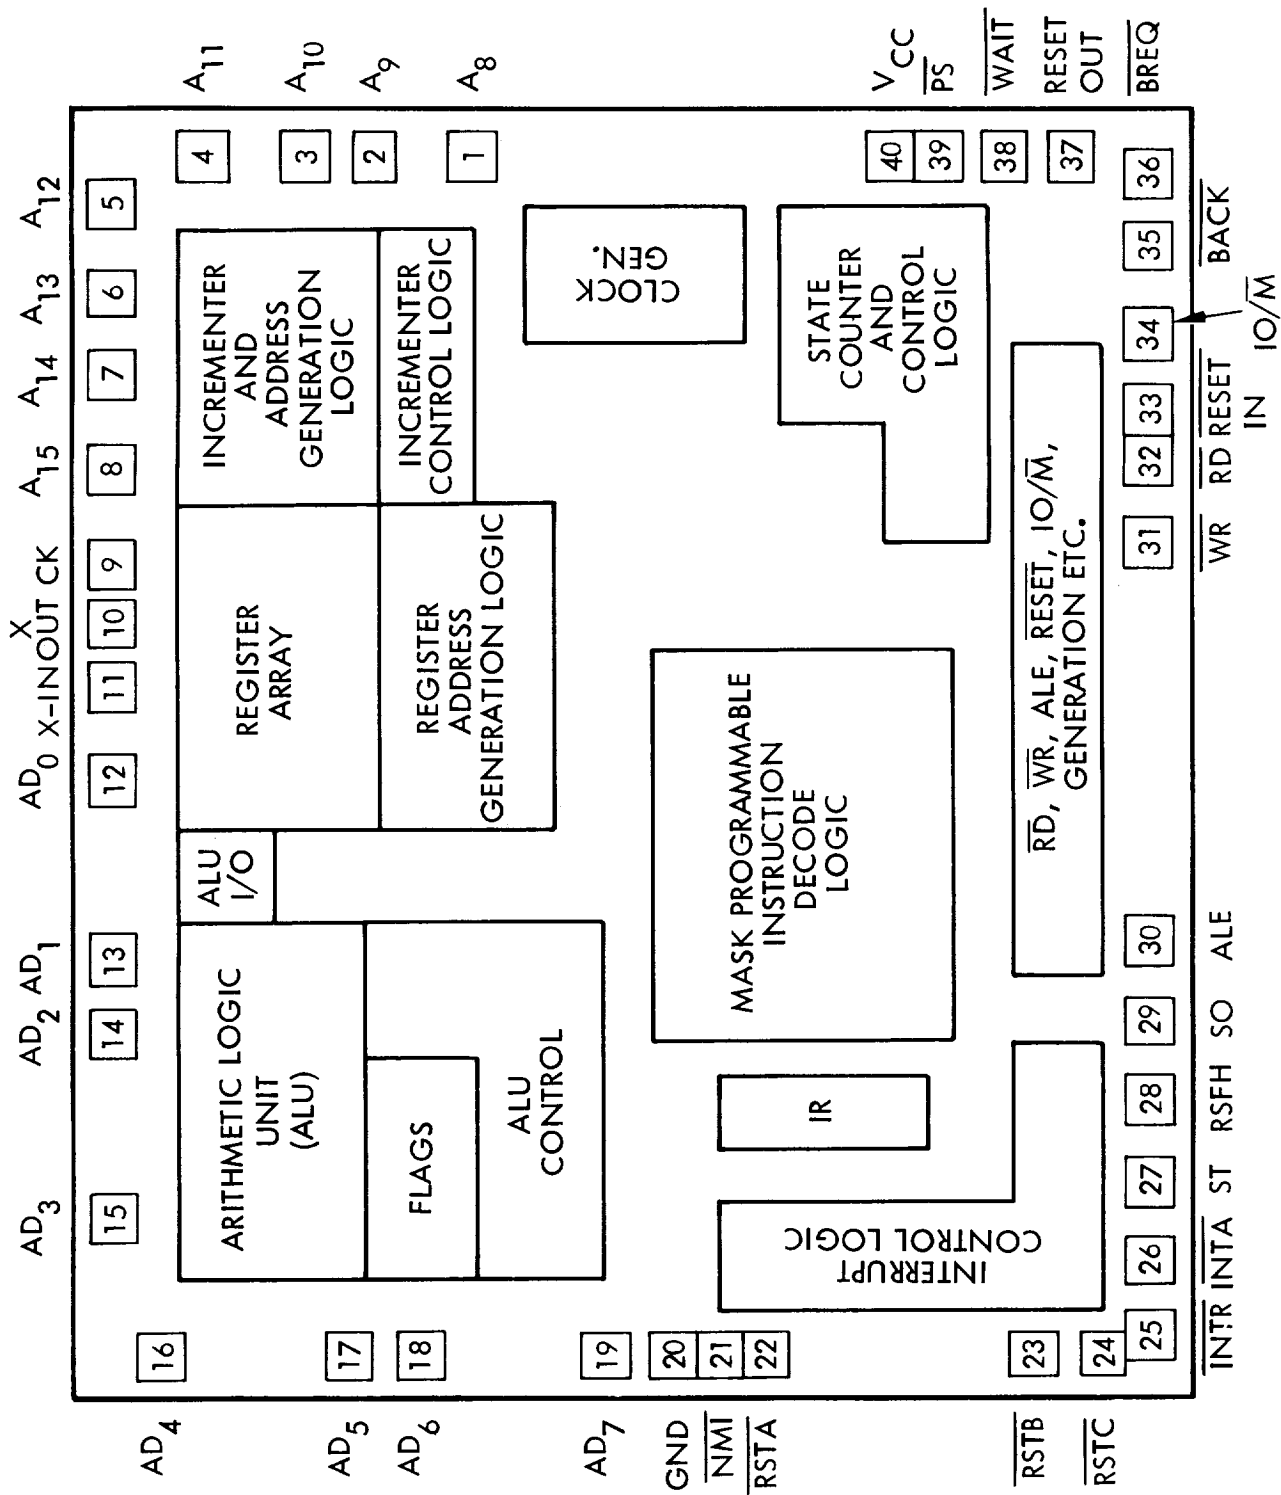 A11
A10
A9
A8
VCC
PS
WAIT
RESET
OUT
BREQ
4
3
2
1
40
39
38
37
36
A12
5
A13
6
A14
7
A15
8
CK
9
X
OUT
10
X-IN
11
AD0
12
AD1
13
AD2
14
AD3
15
INCREMENTER
AND
ADDRESS
GENERATION
LOGIC
INCREMENTER
CONTROL LOGIC
CLOCK
GEN.
STATE
COUNTER
AND
CONTROL
LOGIC
REGISTER
ARRAY
REGISTER
ADDRESS
GENERATION LOGIC
ALU
I/O
ARITHMETIC LOGIC
UNIT
(ALU)
FLAGS
ALU
CONTROL
MASK PROGRAMMABLE
INSTRUCTION
DECODE
LOGIC
IR
RD, WR, ALE, RESET, IO/M,
GENERATION ETC.
INTERRUPT
CONTROL LOGIC
35
BACK
34
IO/M
33
RESET
IN
32
RD
31
WR
30
ALE
29
SO
28
RSFH
27
ST
26
INTA
25
INTR
16
17
18
19
20
21
22
23
24
AD4
AD5
AD6
AD7
GND
NMI
RSTA
RSTB
RSTC